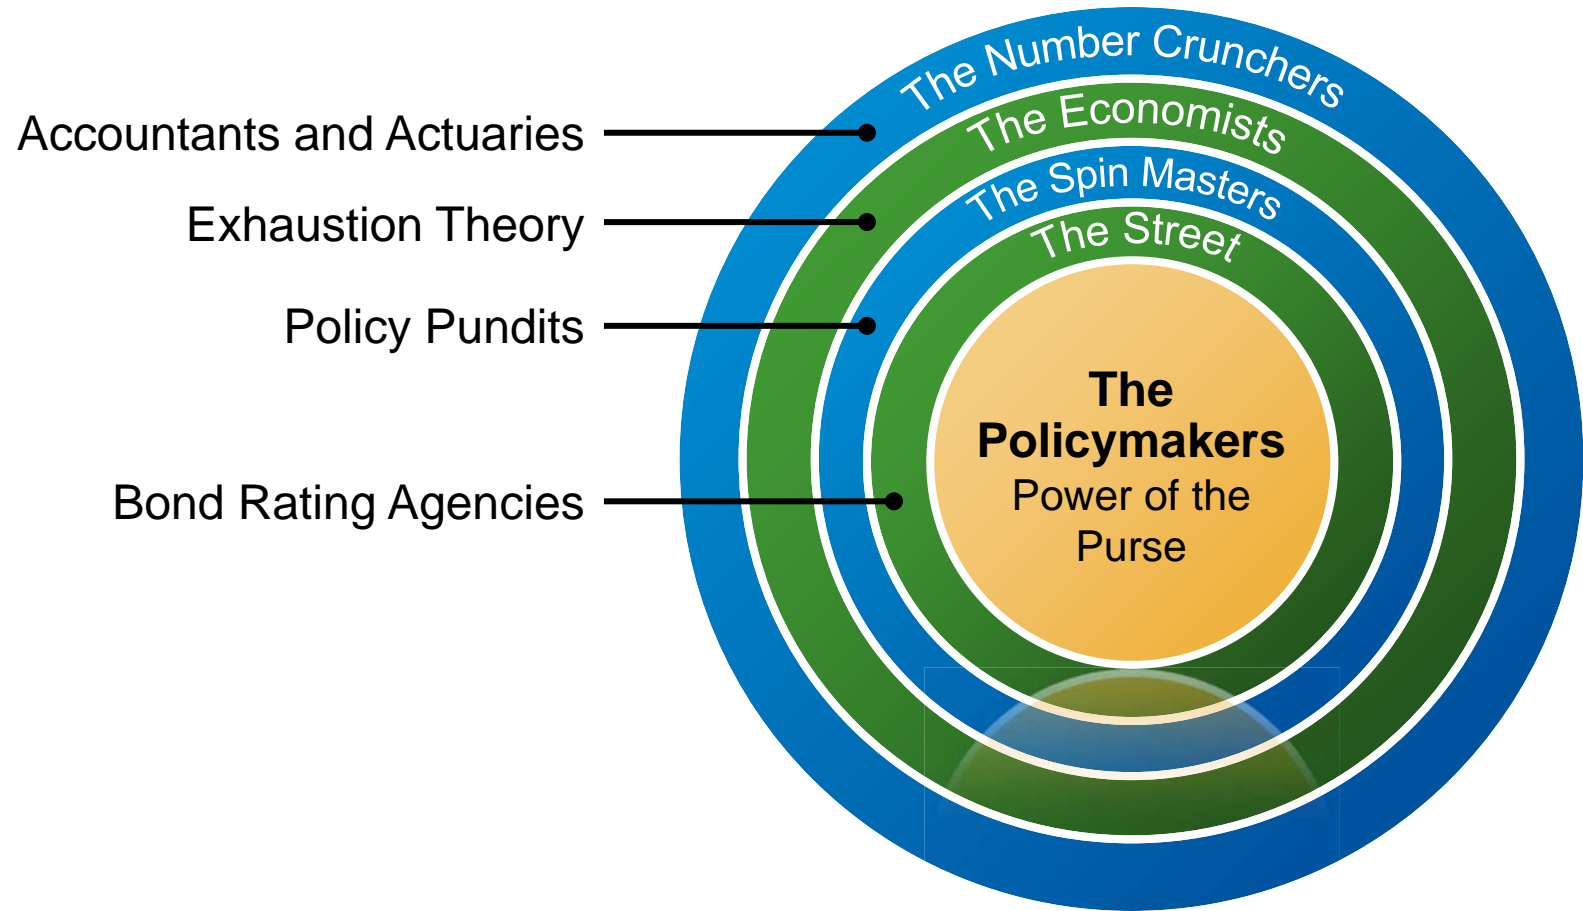 The Number Crunchers
The Economists
The Spin Masters
The Street
Accountants and Actuaries
Exhaustion Theory
Policy Pundits
Bond Rating Agencies
The
Policymakers
Power of the
Purse